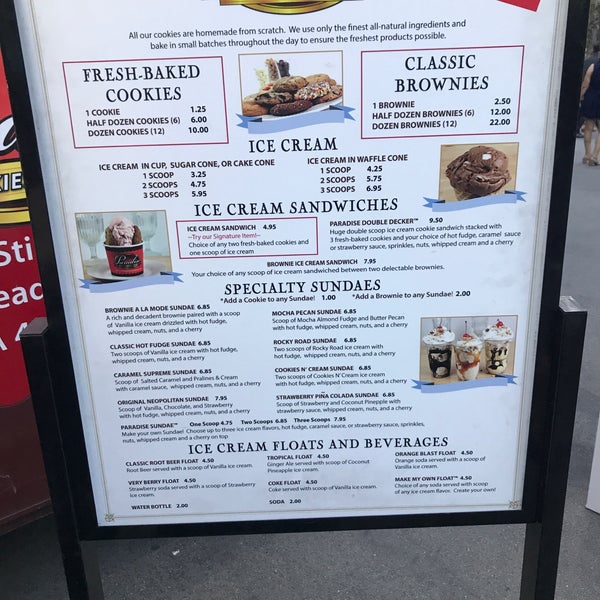 All our cookies are homemade from scratch. We use only the finest all-natural ingredients and
bake in small batches throughout the day to ensure the freshest products possible.
FRESH-BAKED
COOKIES
1 COOKIE 1.25
HALF DOZEN COOKIES (6) 6.00
DOZEN COOKIES (12) 10.00
CLASSIC
BROWNIES
1 BROWNIE 2.50
HALF DOZEN BROWNIES (6) 12.00
DOZEN BROWNIES (12) 22.00
ICE CREAM
ICE CREAM IN CUP, SUGAR CONE, OR CAKE CONE
1 SCOOP 3.25
2 SCOOPS 4.75
3 SCOOPS 5.95
ICE CREAM IN WAFFLE CONE
1 SCOOP 4.25
2 SCOOPS 5.75
3 SCOOPS 6.95
ICE CREAM SANDWICHES
ICE CREAM SANDWICH 4.95
~Try our Signature Item!~
Choice of any two fresh-baked cookies and
one scoop of ice cream
PARADISE DOUBLE DECKER™ 9.50
Huge double scoop ice cream cookie sandwich stacked with
3 fresh-baked cookies and your choice of hot fudge, caramel sauce
or strawberry sauce, sprinkles, nuts, whipped cream and a cherry
BROWNIE ICE CREAM SANDWICH 7.95
Your choice of any scoop of ice cream sandwiched between two delectable brownies.
SPECIALTY SUNDAES
*Add a Cookie to any Sundae! 1.00 *Add a Brownie to any Sundae! 2.00
BROWNIE A LA MODE SUNDAE 6.85
A rich and decadent brownie paired with a scoop
of Vanilla ice cream drizzled with hot fudge,
whipped cream, nuts, and a cherry
CLASSIC HOT FUDGE SUNDAE 6.85
Two scoops of Vanilla ice cream with hot fudge,
whipped cream, nuts, and a cherry
CARAMEL SUPREME SUNDAE 6.85
Scoop of Salted Caramel and Pralines & Cream
with caramel sauce, whipped cream, nuts, and a cherry
ORIGINAL NEOPOLITAN SUNDAE 7.95
Scoop of Vanilla, Chocolate, and Strawberry
with hot fudge, whipped cream, nuts, and a cherry
MOCHA PECAN SUNDAE 6.85
Scoop of Mocha Almond Fudge and Butter Pecan
with hot fudge, whipped cream, nuts, and a cherry
ROCKY ROAD SUNDAE 6.85
Two scoops of Rocky Road ice cream with
hot fudge, whipped cream, nuts, and a cherry
COOKIES N' CREAM SUNDAE 6.85
Two scoops of Cookies N' Cream ice cream
with hot fudge, whipped cream, nuts, and a cherry
STRAWBERRY PIÑA COLADA SUNDAE 6.85
Scoop of Strawberry and Coconut Pineapple with
strawberry sauce, whipped cream, nuts, and a cherry
PARADISE SUNDAE™ One Scoop 4.75 Two Scoops 6.85 Three Scoops 7.95
Make your own Sundae! Choose up to three ice cream flavors, hot fudge, caramel sauce, or strawberry sauce, sprinkles,
nuts, whipped cream and a cherry on top
ICE CREAM FLOATS AND BEVERAGES
CLASSIC ROOT BEER FLOAT 4.50
Root Beer served with a scoop of Vanilla ice cream.
TROPICAL FLOAT 4.50
Ginger Ale served with scoop of Coconut
Pineapple ice cream.
ORANGE BLAST FLOAT 4.50
Orange soda served with a scoop of
Vanilla ice cream.
VERY BERRY FLOAT 4.50
Strawberry soda served with a scoop of Strawberry
ice cream.
COKE FLOAT 4.50
Coke served with scoop of Vanilla ice cream.
MAKE MY OWN FLOAT™ 4.50
Choice of any soda served with scoop
of any ice cream flavor. Create your own!
WATER BOTTLE 2.00
SODA 2.00